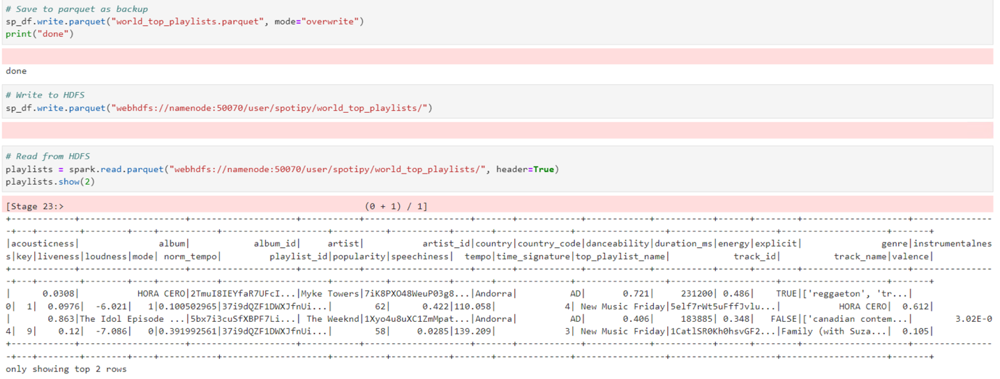 # Save to parquet as backup
sp_df.write.parquet("world_top_playlists.parquet", mode="overwrite")
print("done")
done
# Write to HDFS
sp_df.write.parquet("webhdfs://namenode:50070/user/spotipy/world_top_playlists/")
# Read from HDFS
playlists = spark.read.parquet("webhdfs://namenode:50070/user/spotipy/world_top_playlists/", header=True)
playlists.show(2)
[Stage 23:>                                                         (0 + 1) / 1]
+------------+--------------------+--------------------+-----------+--------------------+-------+------------+------------+-----------+------+--------+--------------------+--------------
-+---+--------+--------+----+-----------+--------------------+----------+-----------+-------+--------------+-----------------+--------------------+--------------------+-------+
|acousticness|               album|            album_id|     artist|           artist_id|country|country_code|danceability|duration_ms|energy|explicit|               genre|instrumentalnes
s|key|liveness|loudness|mode| norm_tempo|         playlist_id|popularity|speechiness|  tempo|time_signature|top_playlist_name|            track_id|          track_name|valence|
+------------+--------------------+--------------------+-----------+--------------------+-------+------------+------------+-----------+------+--------+--------------------+--------------
-+---+--------+--------+----+-----------+--------------------+----------+-----------+-------+--------------+-----------------+--------------------+--------------------+-------+
|      0.0308|           HORA CERO|2TmuI8IEYfaR7UFcI...|Myke Towers|7iK8PXO48WeuP03g8...|Andorra|          AD|       0.721|     231200| 0.486|    TRUE|['reggaeton', 'tr...|
0|  1|  0.0976|  -6.021|   1|0.100502965|37i9dQZF1DWXJfnUi...|        62|      0.422|110.058|             4| New Music Friday|5elf7rWt5uFffJvlu...|           HORA CERO|  0.612|
|       0.863|The Idol Episode ...|5bx7i3cuSfXBPF7Li...| The Weeknd|1Xyo4u8uXC1ZmMpat...|Andorra|          AD|       0.406|     183885| 0.348|   FALSE|['canadian contem...|       3.02E-0
4|  9|    0.12|  -7.086|   0|0.391992561|37i9dQZF1DWXJfnUi...|        58|     0.0285|139.209|             3| New Music Friday|1CatlSR0Kh0hsvGF2...|Family (with Suza...|  0.105|
+------------+--------------------+--------------------+-----------+--------------------+-------+------------+------------+-----------+------+--------+--------------------+--------------
-+---+--------+--------+----+-----------+--------------------+----------+-----------+-------+--------------+-----------------+--------------------+--------------------+-------+
only showing top 2 rows